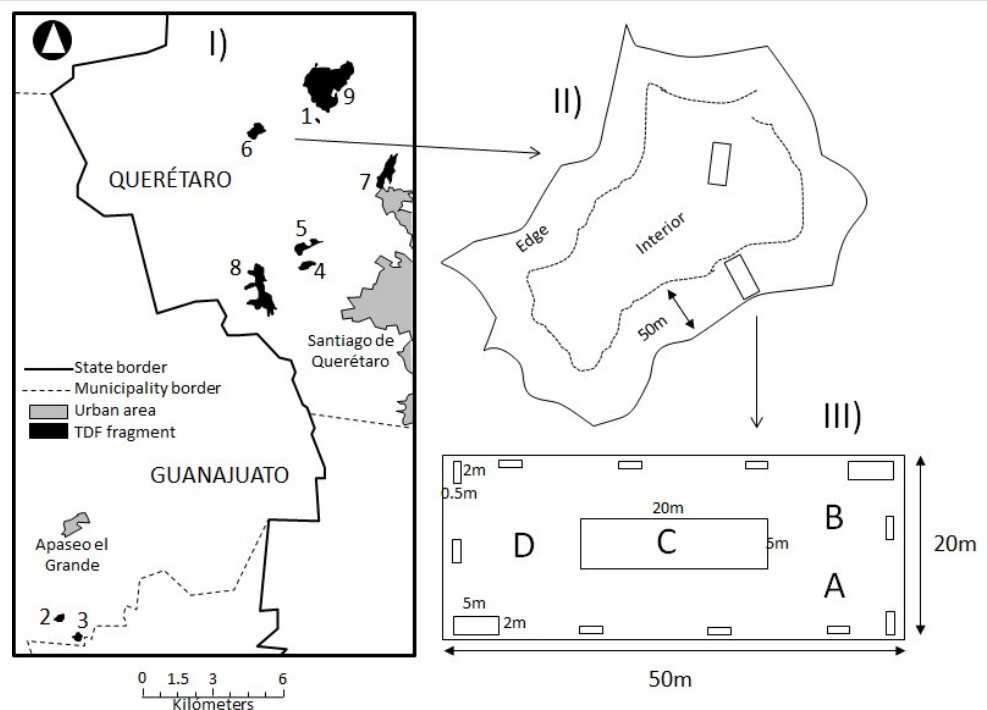 I)
9
1
6
QUERÉTARO
7
5
4
8
Santiago de
Querétaro
State border
Municipality border
Urban area
TDF fragment
GUANAJUATO
Apaseo el
Grande
2
3
0 1.5 3 6
Kilómeters
II)
Edge
Interior
50m
III)
2m
0.5m
20m
B
D
C
5m
20m
A
5m
2m
50m